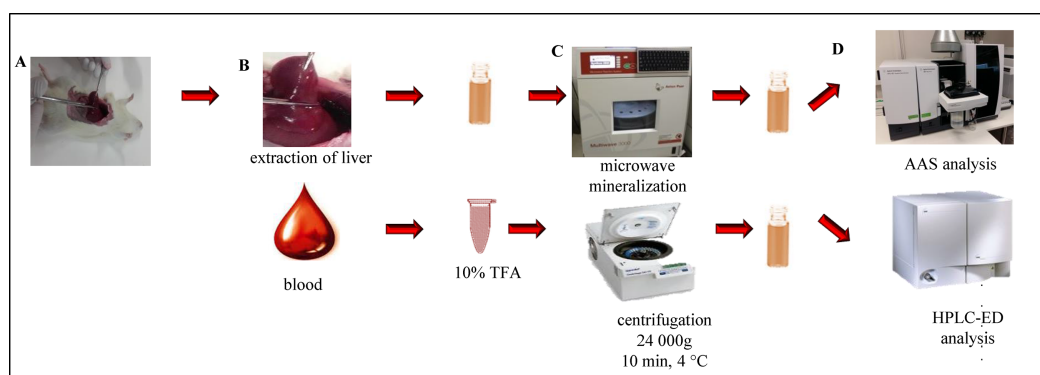 A
B
C
D
extraction of liver
microwave
mineralization
AAS analysis
blood
10% TFA
centrifugation
24 000g
10 min, 4 °C
HPLC-ED
analysis